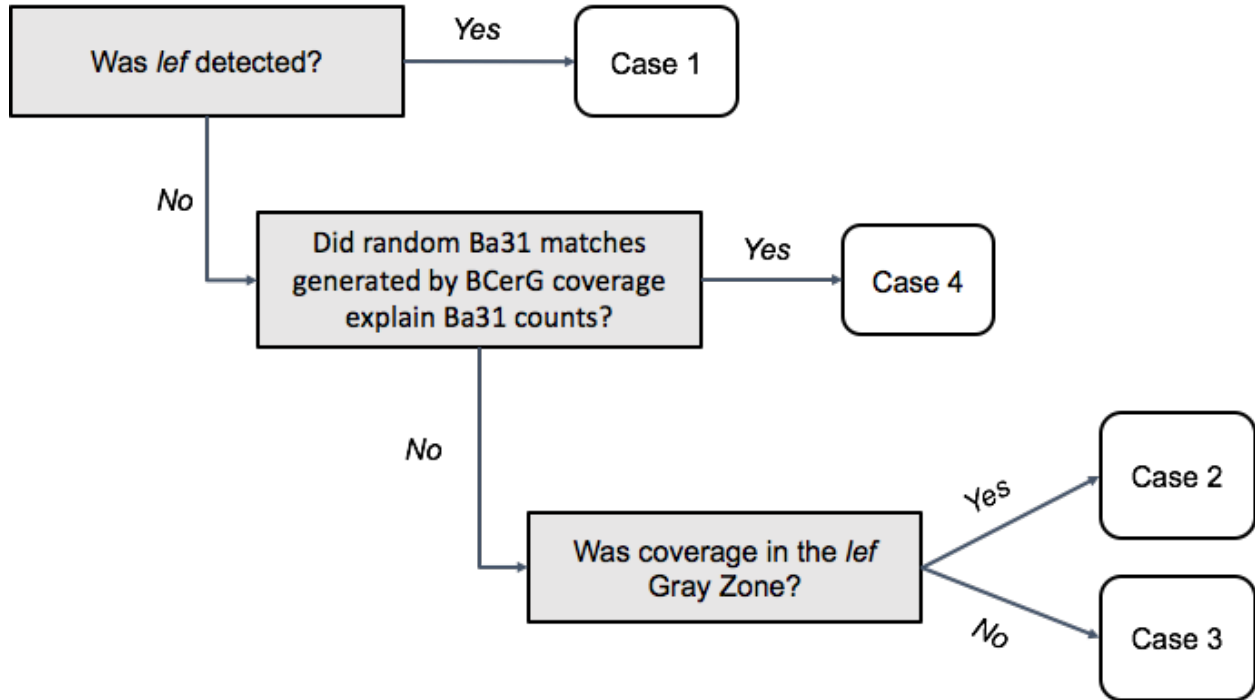 Was lef detected?
Yes
Case 1
No
Did random Ba31 matches
generated by BCerG coverage
explain Ba31 counts?
Yes
Case 4
No
Was coverage in the lef
Gray Zone?
Yes
Case 2
No
Case 3